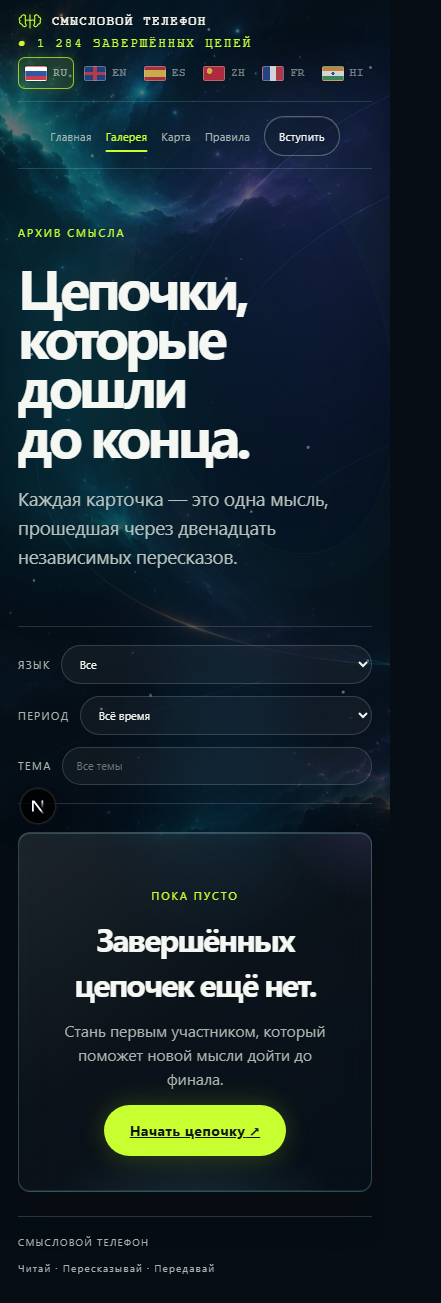 СМЫСЛОВОЙ ТЕЛЕФОН
● 1 284 ЗАВЕРШЁННЫХ ЦЕПЕЙ
RU EN ES ZH FR HI
Главная Галерея Карта Правила Вступить
АРХИВ СМЫСЛА
Цепочки,
которые
дошли
до конца.
Каждая карточка — это одна мысль,
прошедшая через двенадцать
независимых пересказов.
ЯЗЫК Все
ПЕРИОД Всё время
ТЕМА Все темы
N
ПОКА ПУСТО
Завершённых
цепочек ещё нет.
Стань первым участником, который
поможет новой мысли дойти до
финала.
Начать цепочку ↗
СМЫСЛОВОЙ ТЕЛЕФОН
Читай · Пересказывай · Передавай